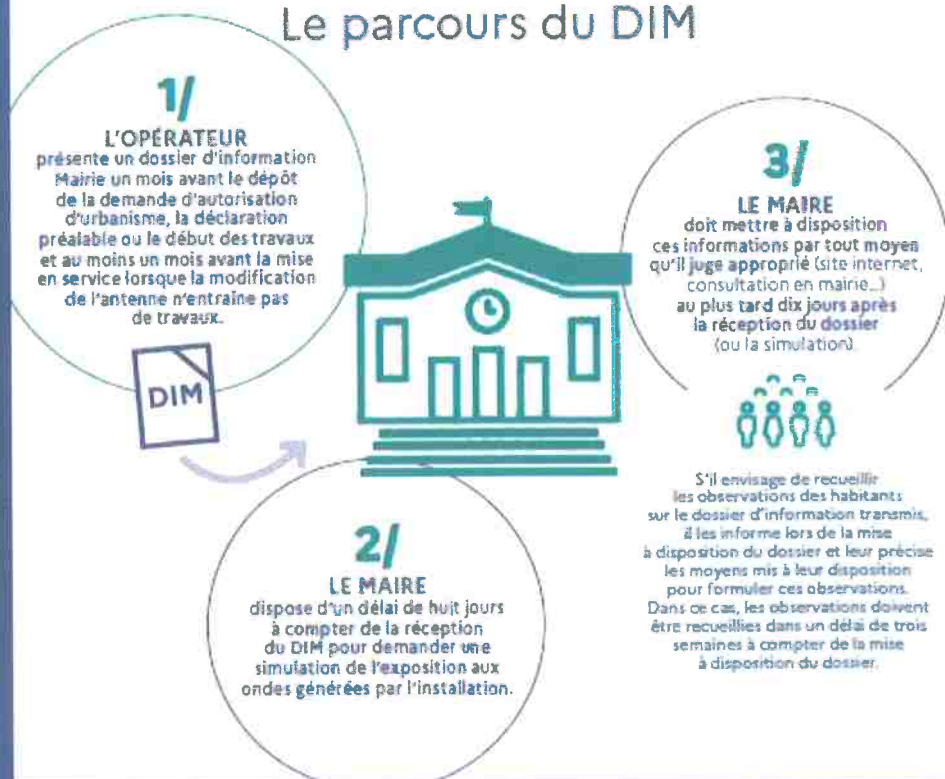 Le parcours du DIM
1/
L'OPÉRATEUR
présente un dossier d'information
Mairie un mois avant le dépôt
de la demande d'autorisation
d'urbanisme, la déclaration
préalable ou le début des travaux
et au moins un mois avant la mise
en service lorsque la modification
de l'antenne n'entraîne pas
de travaux.
DIM
2/
LE MAIRE
dispose d'un délai de huit jours
à compter de la réception
du DIM pour demander une
simulation de l'exposition aux
ondes générées par l'installation.
3/
LE MAIRE
doit mettre à disposition
ces informations par tout moyen
qu'il juge approprié (site internet,
consultation en mairie...)
au plus tard dix jours après
la réception du dossier
(ou la simulation).
S'il envisage de recueillir
les observations des habitants
sur le dossier d'information transmis,
il les informe lors de la mise
à disposition du dossier et leur précise
les moyens mis à leur disposition
pour formuler ces observations.
Dans ce cas, les observations doivent
être recueillies dans un délai de trois
semaines à compter de la mise
à disposition du dossier.